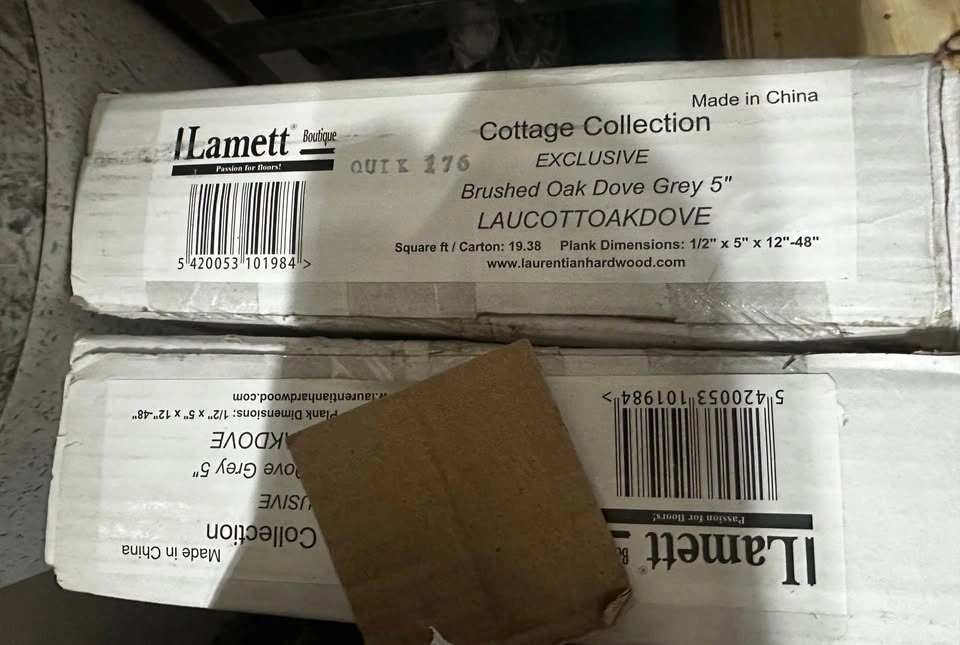 Made in China
Lamett® Boutique
Passion for floors!
Cottage Collection
QUIK 176
EXCLUSIVE
Brushed Oak Dove Grey 5"
LAUCOTTOAKDOVE
Square ft / Carton: 19.38 Plank Dimensions: 1/2" x 5" x 12"-48"
www.laurentianhardwood.com
5 420053 101984 >
Lamett®
Passion for floors!
5 420053 101984 >
Made in China
Collection
Grey 5"
Plank Dimensions: 1/2" x 5" x 12"-48"
.laurentianhardwood.com